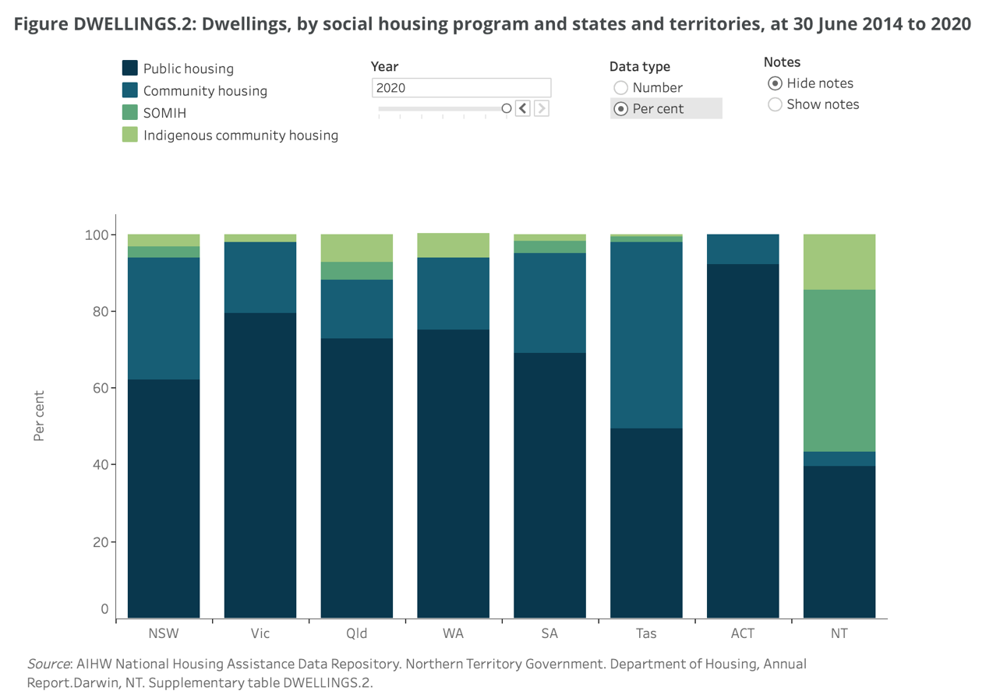 Figure DWELLINGS.2: Dwellings, by social housing program and states and territories, at 30 June 2014 to 2020
Public housing
Community housing
SOMIH
Indigenous community housing
Year
2020
Data type
Number
Per cent
Notes
Hide notes
Show notes
Per cent
100
80
60
40
20
0
NSW Vic Qld WA SA Tas ACT NT
Source: AIHW National Housing Assistance Data Repository. Northern Territory Government. Department of Housing, Annual
Report.Darwin, NT. Supplementary table DWELLINGS.2.